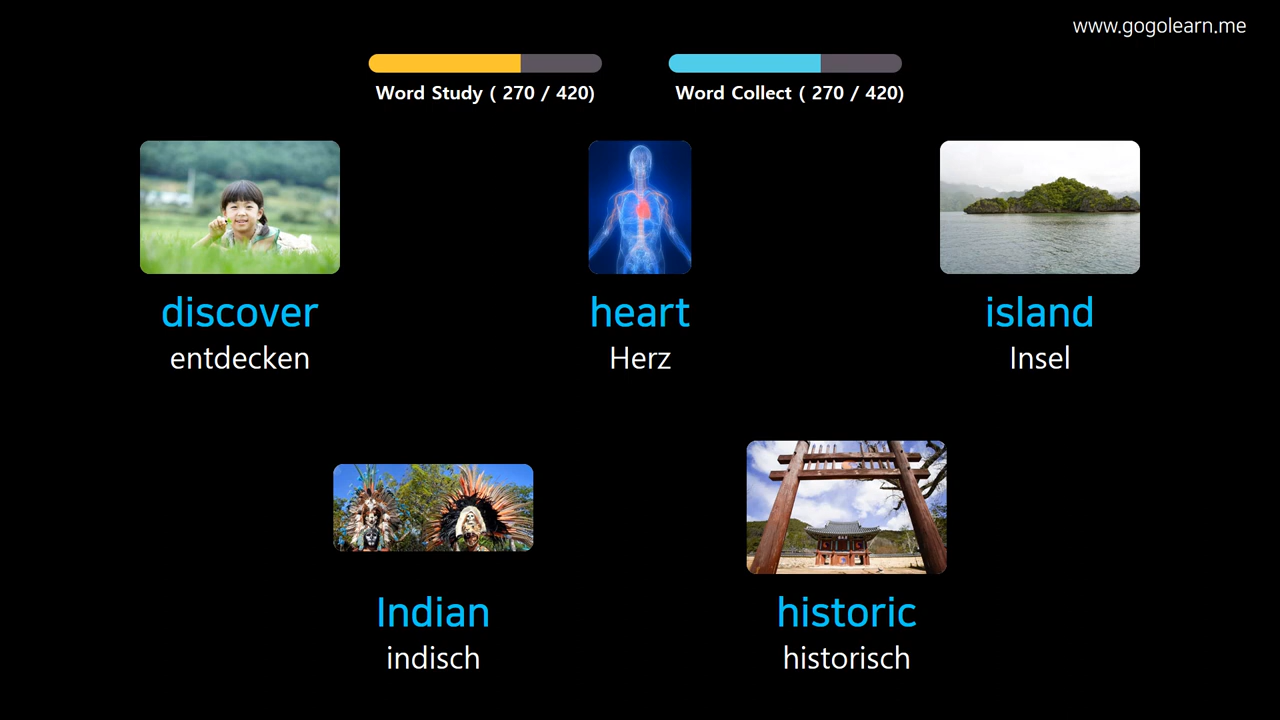 www.gogolearn.me
Word Study ( 270 / 420)
Word Collect ( 270 / 420)
discover
entdecken
heart
Herz
island
Insel
Indian
indisch
historic
historisch